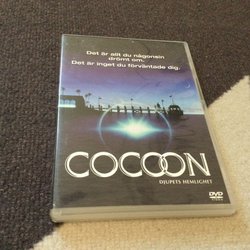 Det är allt du någonsin
drömt om.
Det är inget du förväntade dig.
COCOON
DJUPETS HEMLIGHET
DVD